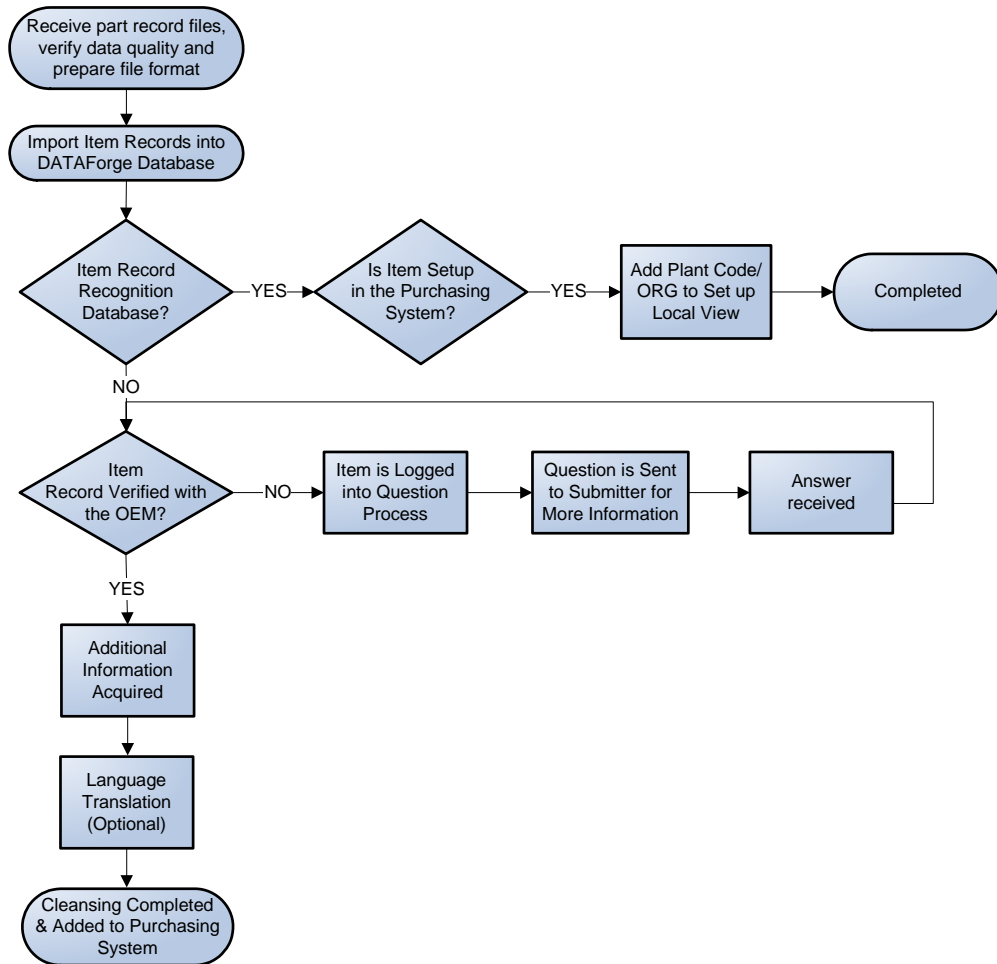 Receive part record files,
verify data quality and
prepare file format
Import Item Records into
DATAForge Database
Item Record
Recognition
Database?
YES
Is Item Setup
in the Purchasing
System?
YES
Add Plant Code/
ORG to Set up
Local View
Completed
NO
Item
Record Verified with
the OEM?
NO
Item is Logged
into Question
Process
Question is Sent
to Submitter for
More Information
Answer
received
YES
Additional
Information
Acquired
Language
Translation
(Optional)
Cleansing Completed
& Added to Purchasing
System